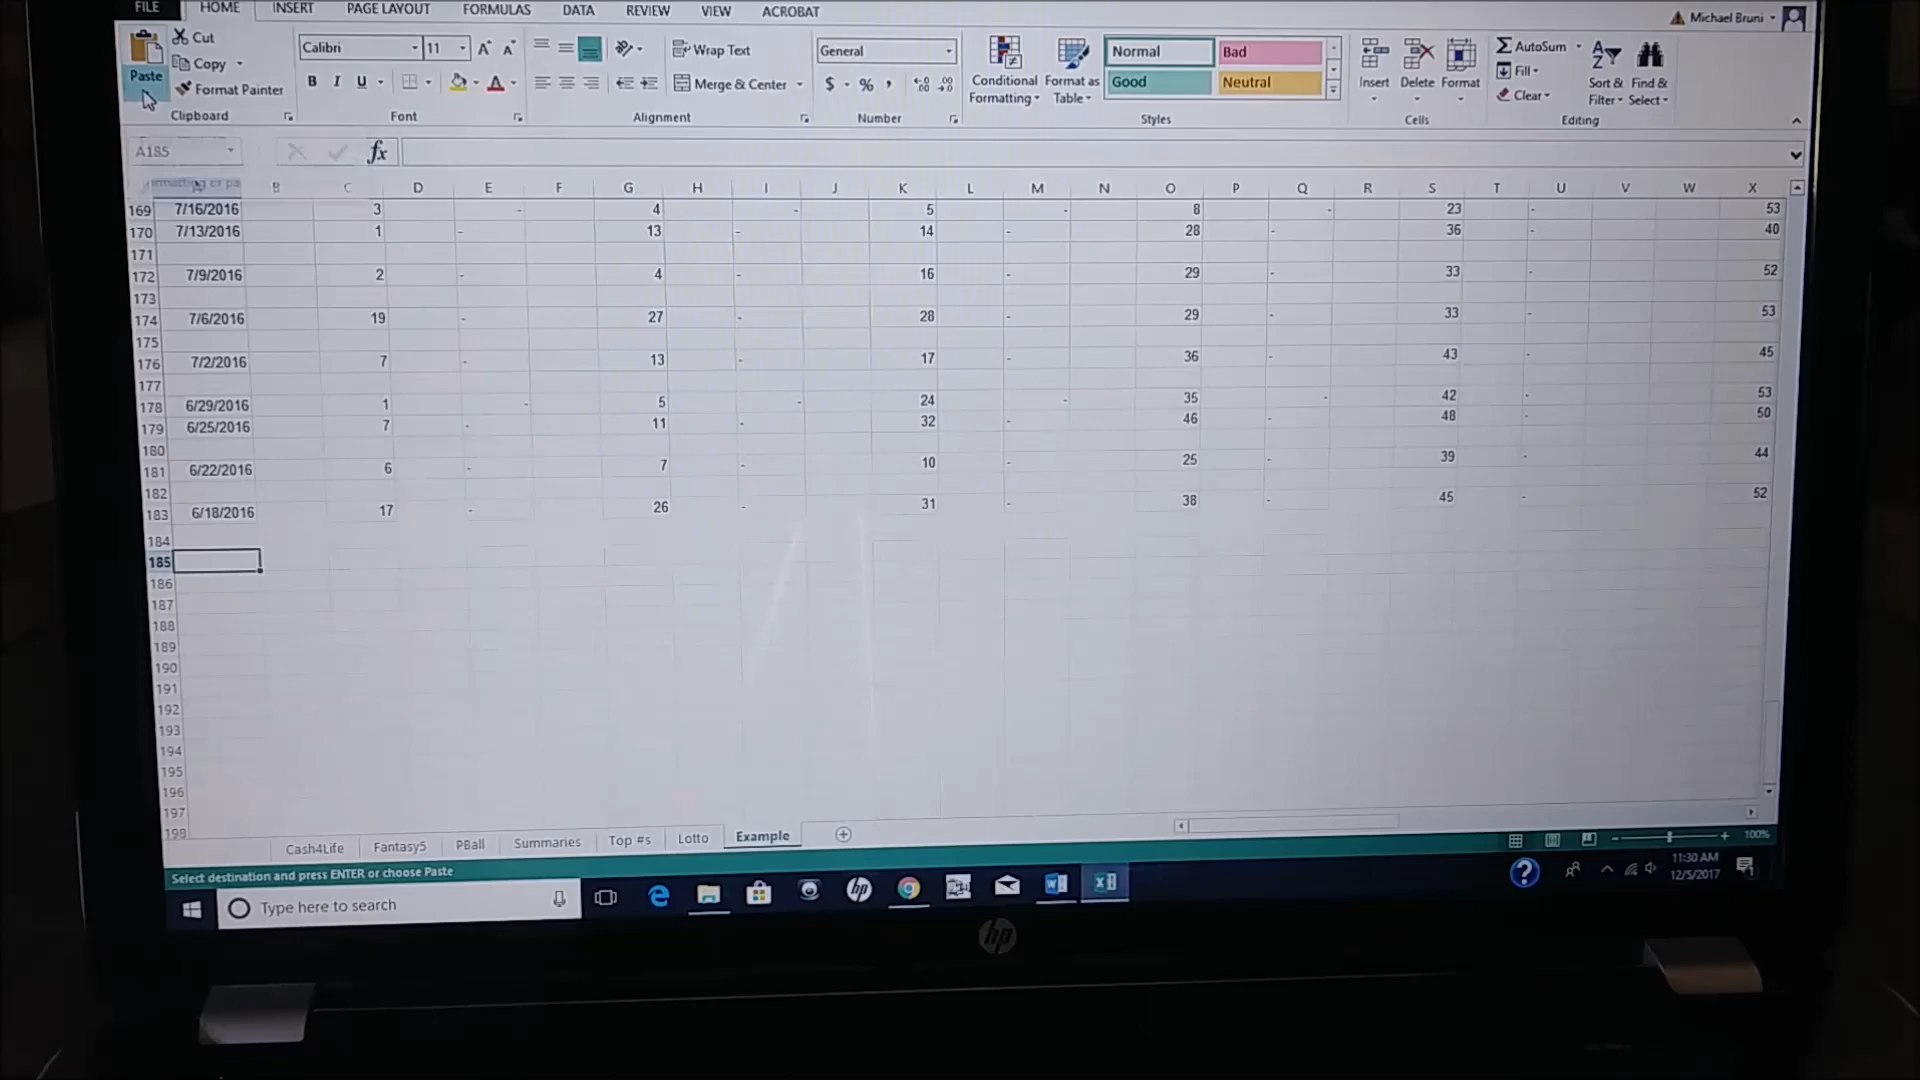 FILE HOME INSERT PAGE LAYOUT FORMULAS DATA REVIEW VIEW ACROBAT Michael Bruni
Paste
Cut
Copy
Format Painter
Clipboard
Calibri 11
B I U
Font
Wrap Text
Merge & Center
Alignment
General
$ % ,
Number
Conditional Formatting
Format as Table
Normal Bad
Good Neutral
Styles
Insert Delete Format
Cells
AutoSum
Fill
Clear
Sort & Filter
Find & Select
Editing
A185 fx
A B C D E F G H I J K L M N O P Q R S T U V W X
169 7/16/2016 3 - 4 - 5 - 8 - 23 - 53
170 7/13/2016 1 - 13 - 14 - 28 - 36 - 40
171
172 7/9/2016 2 - 4 - 16 - 29 - 33 - 52
173
174 7/6/2016 19 - 27 - 28 - 29 - 33 - 53
175
176 7/2/2016 7 - 13 - 17 - 36 - 43 - 45
177
178 6/29/2016 1 - 5 - 24 - 35 - 42 - 53
179 6/25/2016 7 - 11 - 32 - 46 - 48 - 50
180
181 6/22/2016 6 - 7 - 10 - 25 - 39 - 44
182
183 6/18/2016 17 - 26 - 31 - 38 - 45 - 52
184
185
186
187
188
189
190
191
192
193
194
195
196
197
198
Cash4Life Fantasy5 PBall Summaries Top #s Lotto Example
Select destination and press ENTER or choose Paste 100%
Type here to search
11:30 AM
12/5/2017
hp